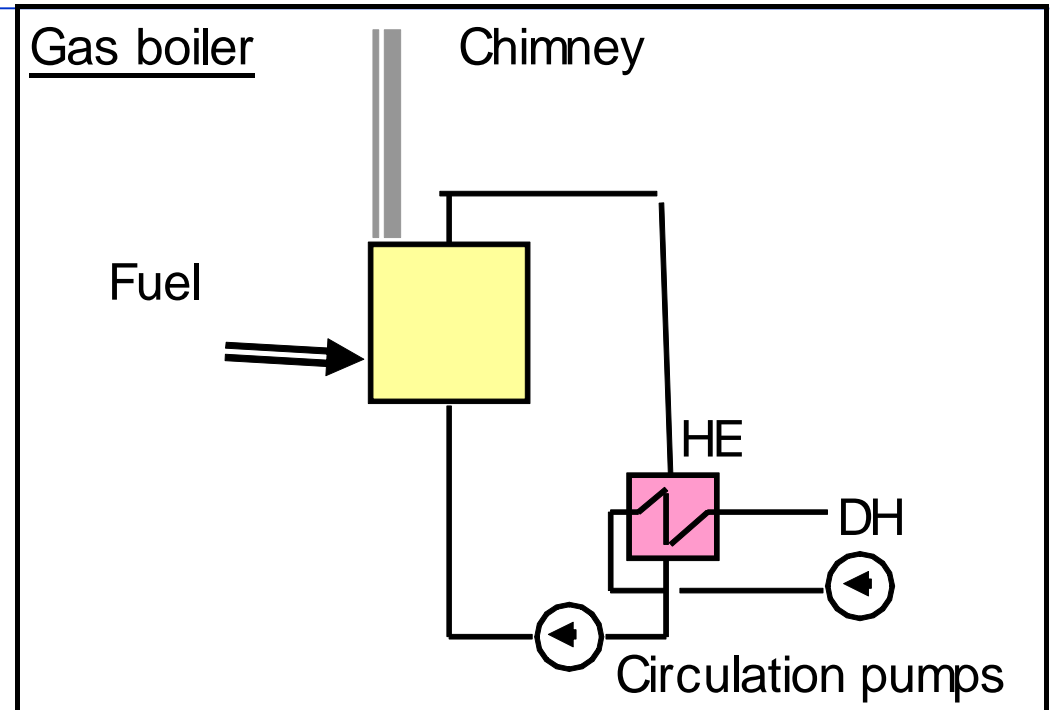 Gas boiler
Chimney
Fuel
HE
DH
Circulation pumps